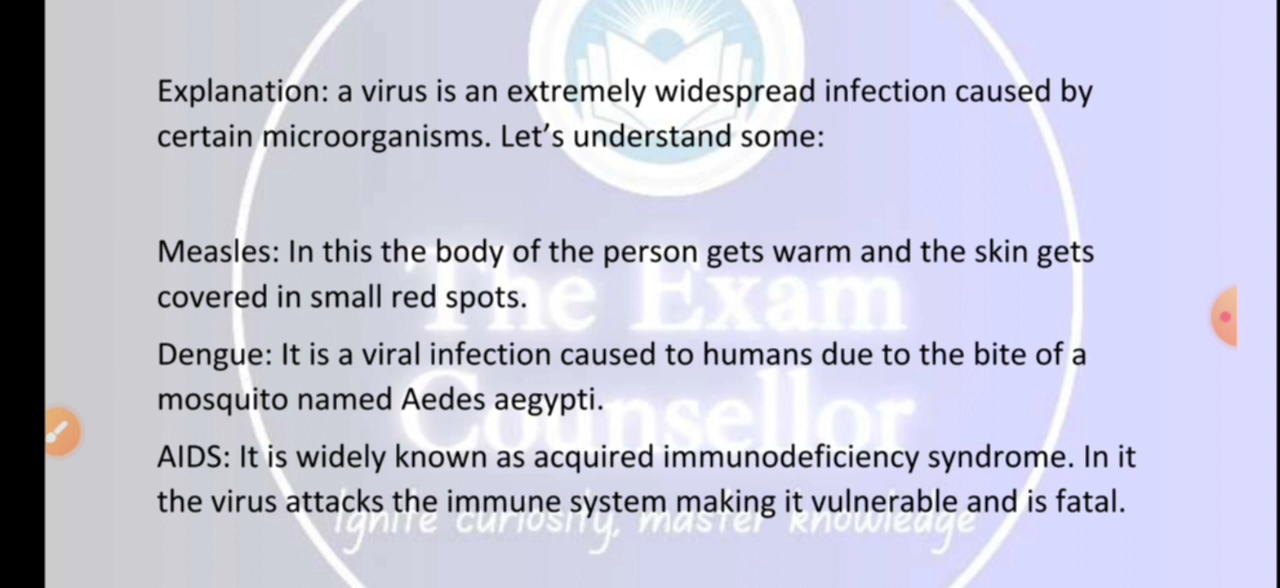 Explanation: a virus is an extremely widespread infection caused by
certain microorganisms. Let’s understand some:
Measles: In this the body of the person gets warm and the skin gets
covered in small red spots.
The Exam
Dengue: It is a viral infection caused to humans due to the bite of a
mosquito named Aedes aegypti.
Counsellor
AIDS: It is widely known as acquired immunodeficiency syndrome. In it
the virus attacks the immune system making it vulnerable and is fatal.
Ignite curiosity, master knowledge